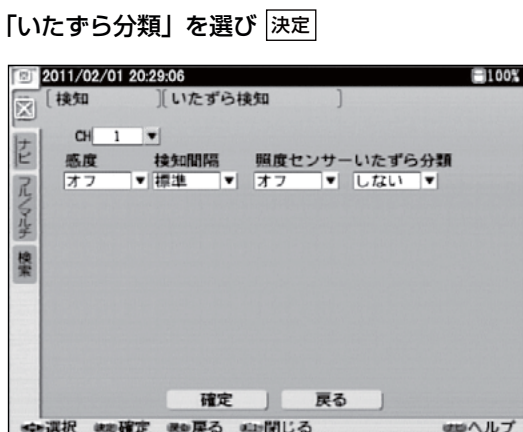 「いたずら分類」を選び 決定
2011/02/01 20:29:06 100%
[検知 ][いたずら検知 ]
CH 1 ▼
感度 検知間隔 照度センサー いたずら分類
オフ ▼ 標準 ▼ オフ ▼ しない ▼
ナビ
フル/マルチ
検索
確定 戻る
選択 確定 戻る 閉じる ヘルプ